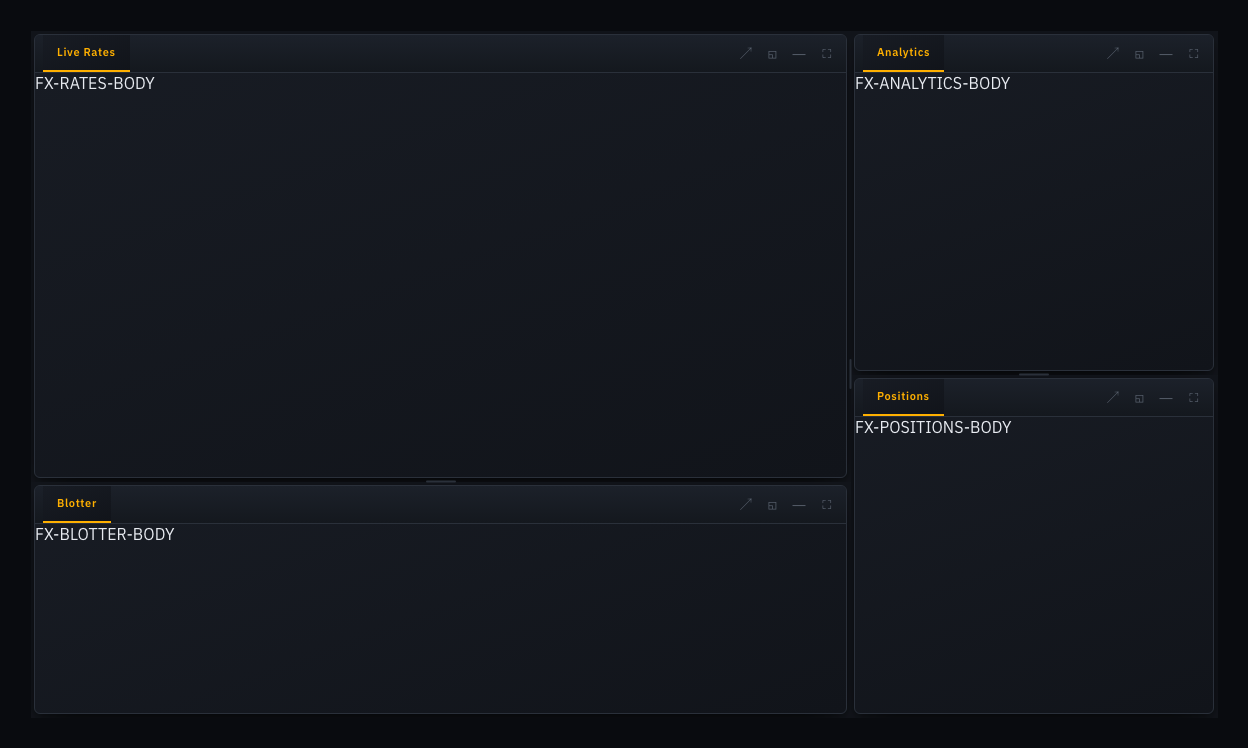 Live Rates
FX-RATES-BODY
Analytics
FX-ANALYTICS-BODY
Blotter
FX-BLOTTER-BODY
Positions
FX-POSITIONS-BODY